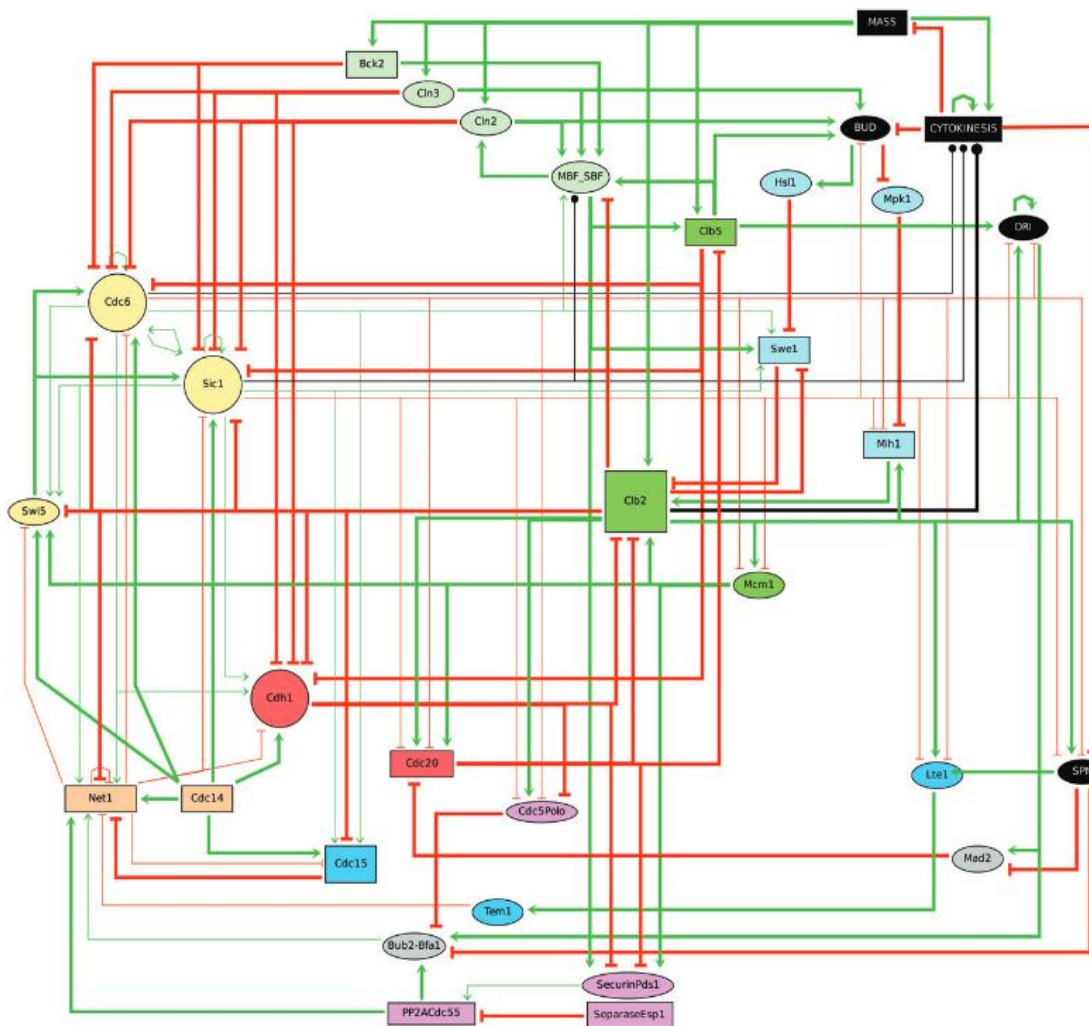 MASS
Bck2
Cln3
Cln2
BUD
CYTOKINESIS
MBF_SBF
Hsl1
Mpk1
Clb5
DRI
Cdc6
Swe1
Sic1
Mih1
Clb2
Swi5
Mcm1
Cdh1
Cdc20
Lte1
SPN
Net1
Cdc14
Cdc5Polo
Cdc15
Mad2
Tem1
Bub2-Bfa1
SecurinPds1
PP2ACdc55
SeparaseEsp1